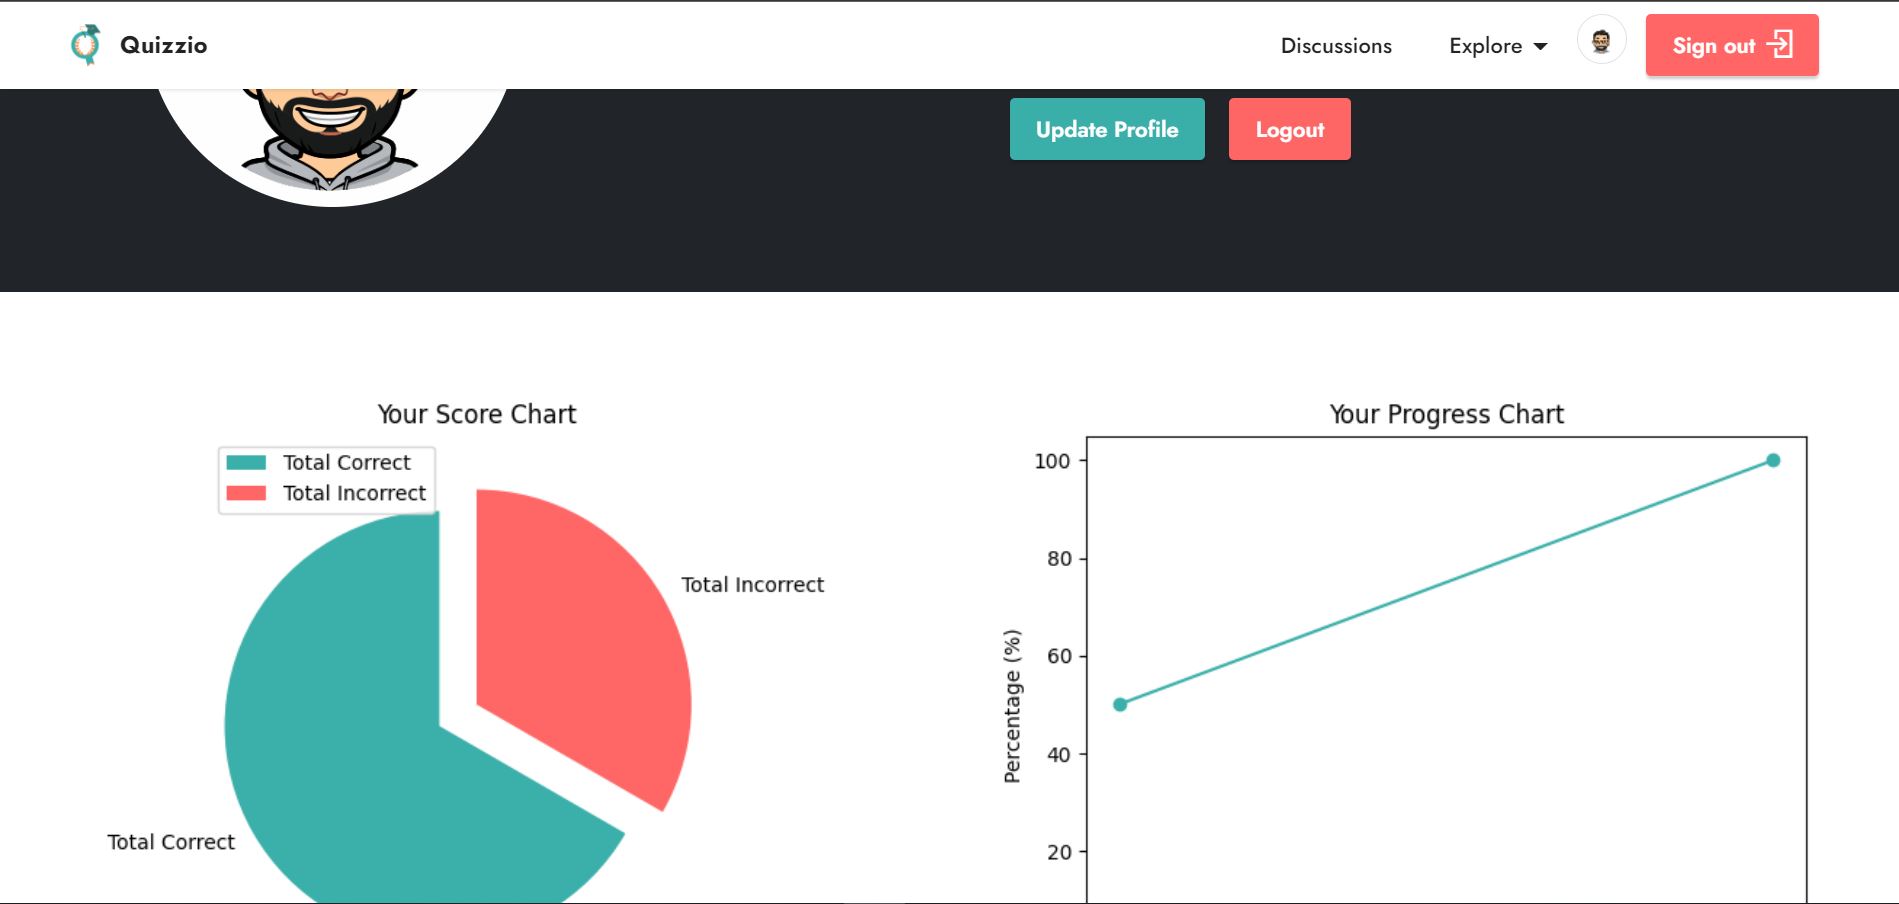 Quizzio
Discussions
Explore
Sign out
Update Profile
Logout
Your Score Chart
Total Correct
Total Incorrect
Total Incorrect
Total Correct
Your Progress Chart
100
80
60
40
20
Percentage (%)